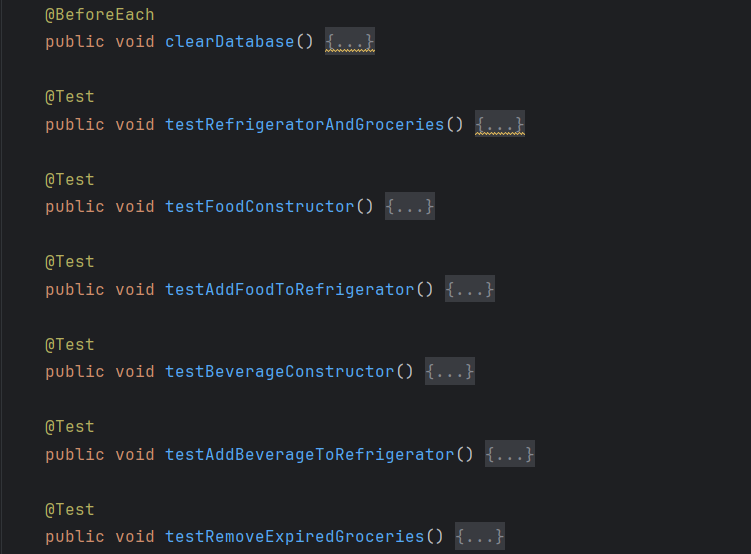 @BeforeEach
public void clearDatabase() {...}
@Test
public void testRefrigeratorAndGroceries() {...}
@Test
public void testFoodConstructor() {...}
@Test
public void testAddFoodToRefrigerator() {...}
@Test
public void testBeverageConstructor() {...}
@Test
public void testAddBeverageToRefrigerator() {...}
@Test
public void testRemoveExpiredGroceries() {...}